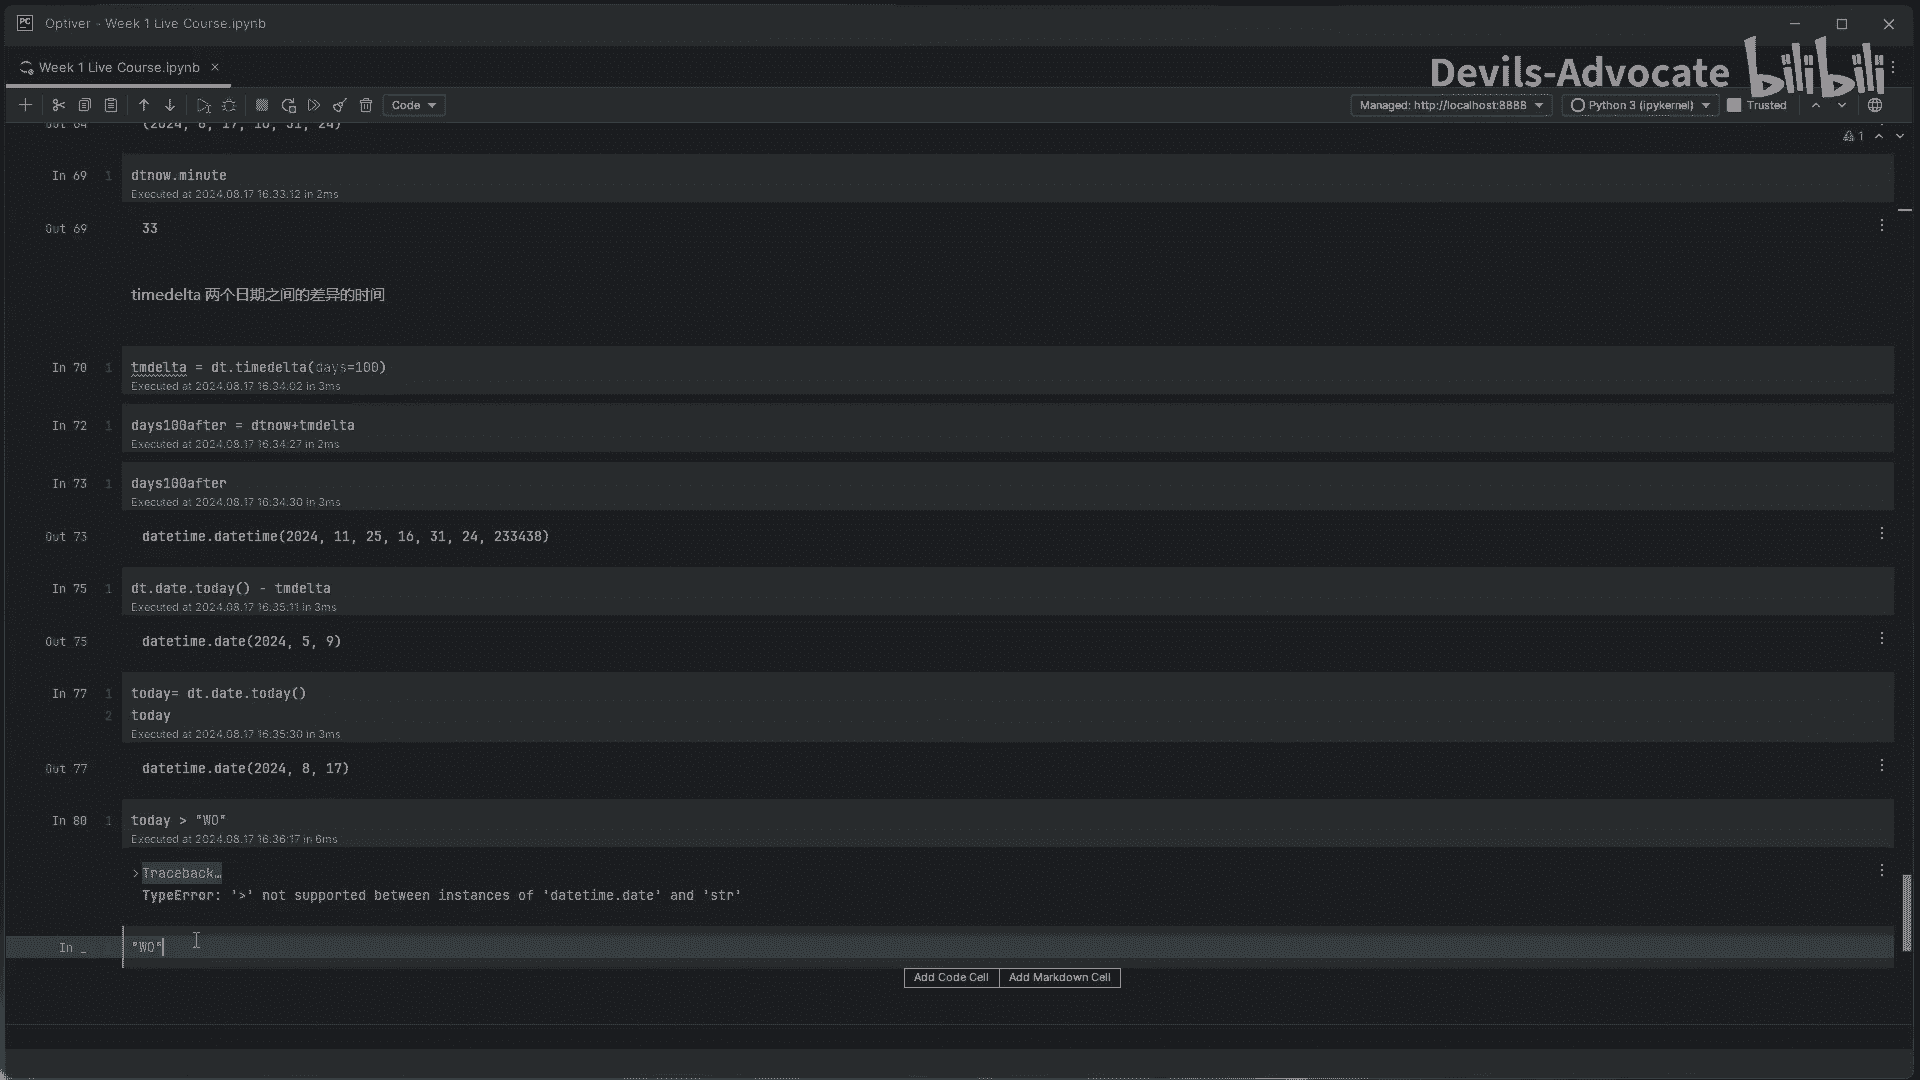 Optiver - Week 1 Live Course.ipynb
Week 1 Live Course.ipynb
Devils-Advocate bilibili
Code
Managed: http://localhost:8888
Python 3 (ipykernel)
Trusted
Out 64 (2024, 8, 17, 16, 31, 24)
1
In 69 1 dtnow.minute
Executed at 2024.08.17 16:33:12 in 2ms
Out 69 33
timedelta 两个日期之间的差异的时间
In 70 1 tmdelta = dt.timedelta(days=100)
Executed at 2024.08.17 16:34:02 in 3ms
In 72 1 days100after = dtnow+tmdelta
Executed at 2024.08.17 16:34:27 in 2ms
In 73 1 days100after
Executed at 2024.08.17 16:34:30 in 3ms
Out 73 datetime.datetime(2024, 11, 25, 16, 31, 24, 233438)
In 75 1 dt.date.today() - tmdelta
Executed at 2024.08.17 16:35:11 in 3ms
Out 75 datetime.date(2024, 5, 9)
In 77 1 today= dt.date.today()
2 today
Executed at 2024.08.17 16:35:30 in 3ms
Out 77 datetime.date(2024, 8, 17)
In 80 1 today > "WO"
Executed at 2024.08.17 16:36:17 in 6ms
Traceback…
TypeError: '>' not supported between instances of 'datetime.date' and 'str'
In _ "WO"
Add Code Cell Add Markdown Cell